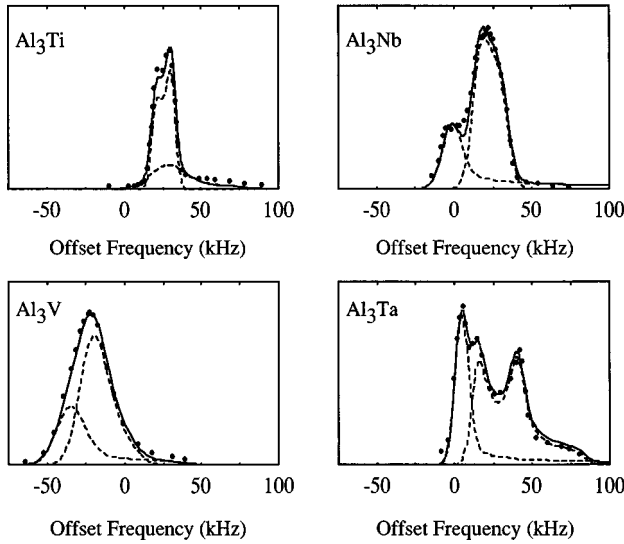 Al₃Ti
-50 0 50 100
Offset Frequency (kHz)
Al₃Nb
-50 0 50 100
Offset Frequency (kHz)
Al₃V
-50 0 50 100
Offset Frequency (kHz)
Al₃Ta
-50 0 50 100
Offset Frequency (kHz)